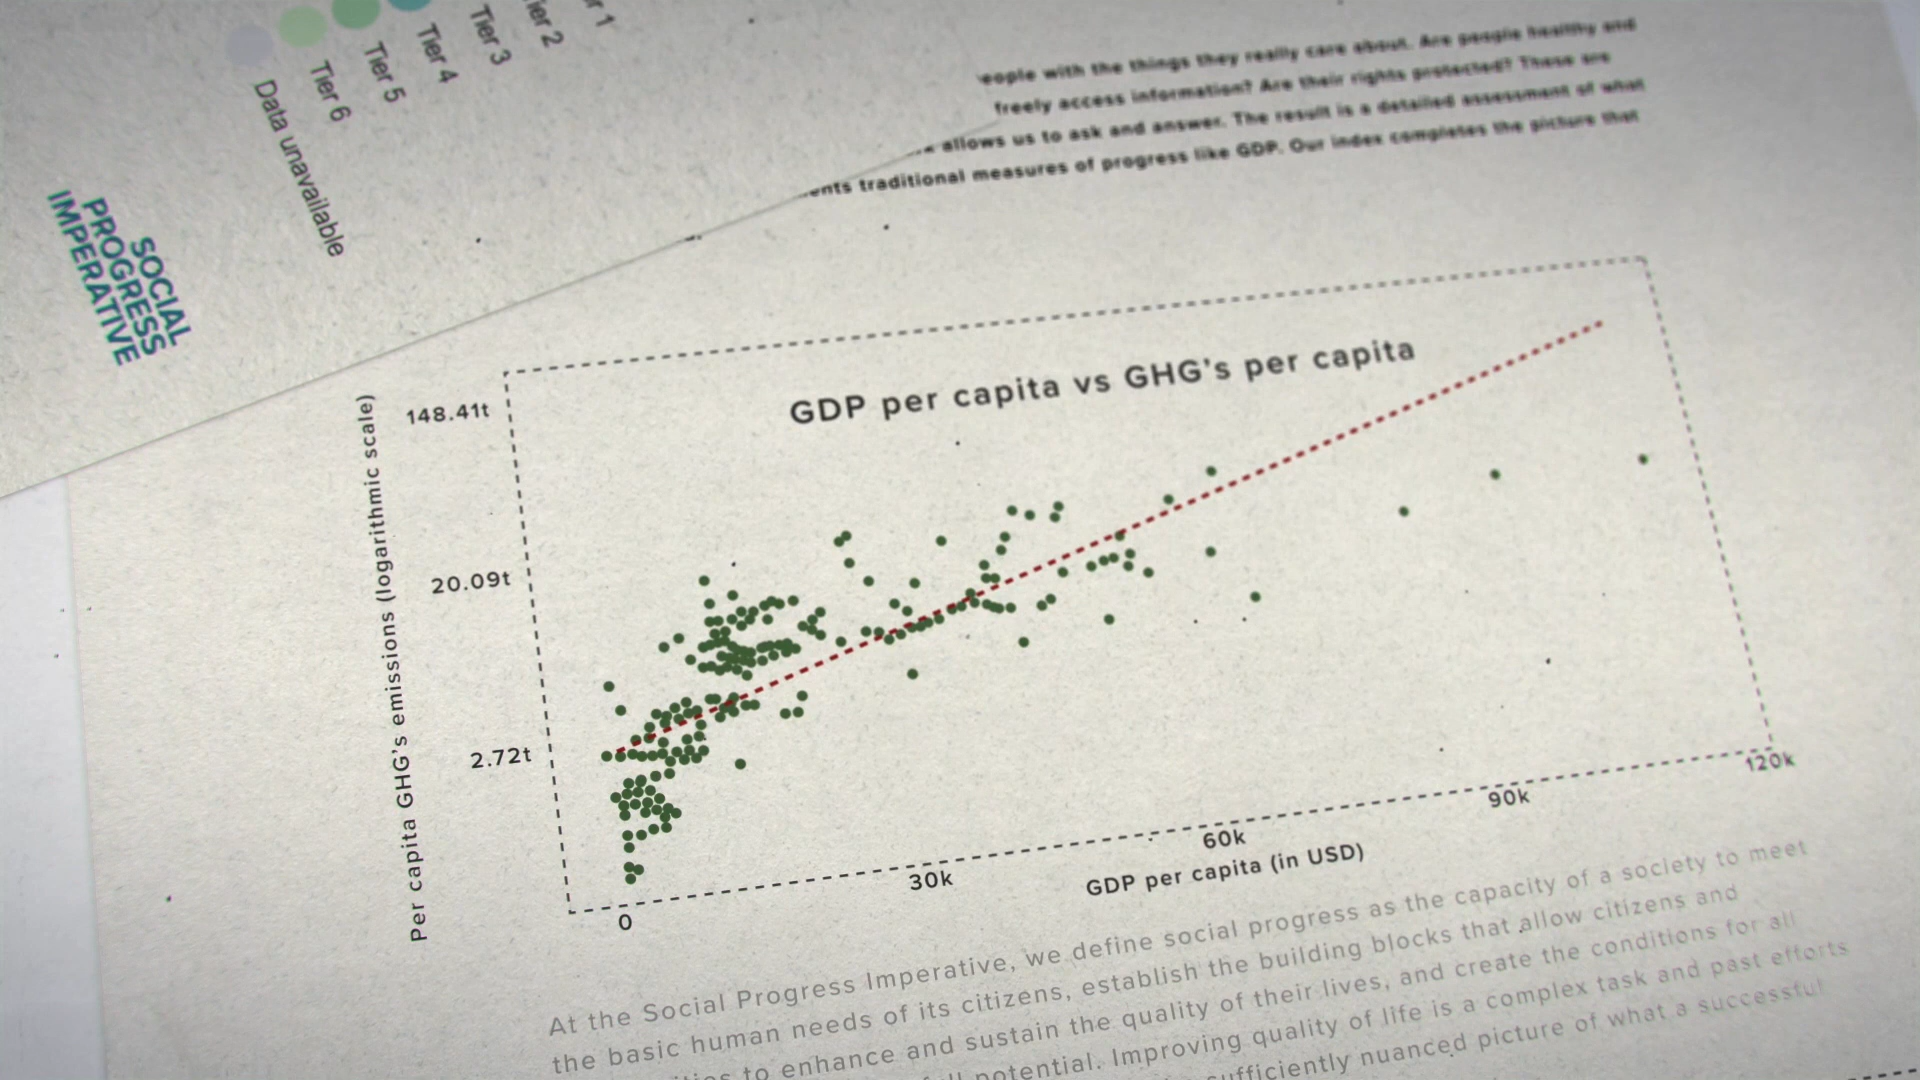 Tier 2
Tier 3
Tier 4
Tier 5
Tier 6
Data unavailable
SOCIAL
PROGRESS
IMPERATIVE
with the things they really care about. Are people healthy and
freely access information? Are their rights protected? These are
allows us to ask and answer. The result is a detailed assessment of what
traditional measures of progress like GDP. Our index completes the picture that
GDP per capita vs GHG's per capita
Per capita GHG's emissions (logarithmic scale)
148.41t
20.09t
2.72t
0
30k
60k
90k
120k
GDP per capita (in USD)
At the Social Progress Imperative, we define social progress as the capacity of a society to meet
the basic human needs of its citizens, establish the building blocks that allow citizens and
to enhance and sustain the quality of their lives, and create the conditions for all
potential. Improving quality of life is a complex task and past efforts
sufficiently nuanced picture of what a successful